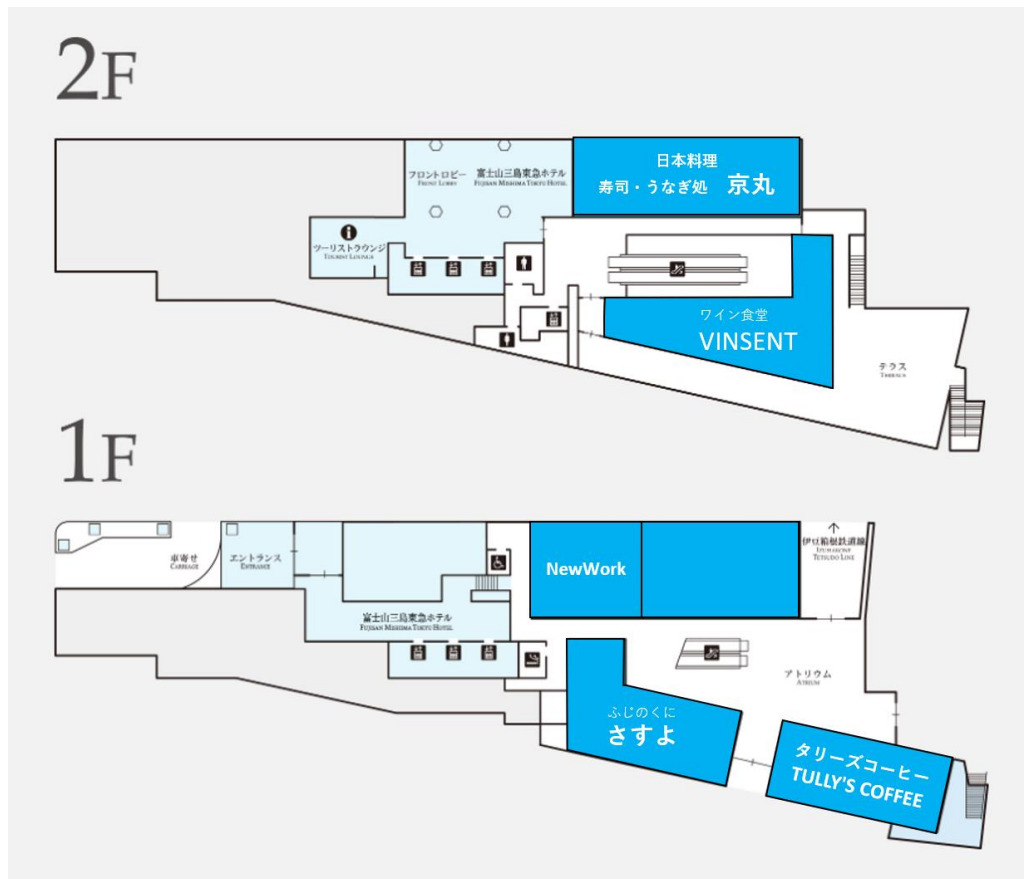 2F
フロントロビー
FRONT LOBBY
富士山三島東急ホテル
FUJISAN MISHIMA TOKYU HOTEL
日本料理
寿司・うなぎ処 京丸
ツーリストラウンジ
TOURIST LOUNGE
ワイン食堂
VINSENT
テラス
TERRACE
1F
車寄せ
CARRIAGE
エントランス
ENTRANCE
富士山三島東急ホテル
FUJISAN MISHIMA TOKYU HOTEL
NewWork
伊豆箱根鉄道線
IZUHAKONE
TETSUDO LINE
アトリウム
ATRIUM
ふじのくに
さすよ
タリーズコーヒー
TULLY'S COFFEE